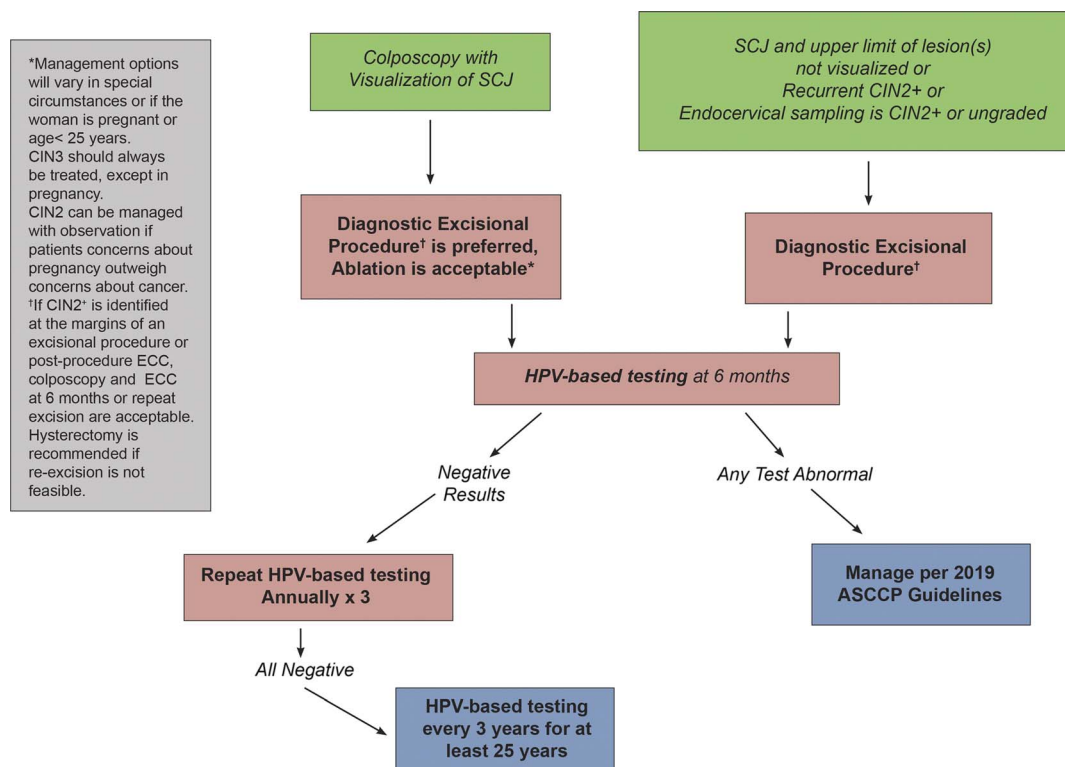 *Management options
will vary in special
circumstances or if the
woman is pregnant or
age< 25 years.
CIN3 should always
be treated, except in
pregnancy.
CIN2 can be managed
with observation if
patients concerns about
pregnancy outweigh
concerns about cancer.
†If CIN2⁺ is identified
at the margins of an
excisional procedure or
post-procedure ECC,
colposcopy and ECC
at 6 months or repeat
excision are acceptable.
Hysterectomy is
recommended if
re-excision is not
feasible.
Colposcopy with
Visualization of SCJ
SCJ and upper limit of lesion(s)
not visualized or
Recurrent CIN2+ or
Endocervical sampling is CIN2+ or ungraded
Diagnostic Excisional
Procedure† is preferred,
Ablation is acceptable*
Diagnostic Excisional
Procedure†
HPV-based testing at 6 months
Negative
Results
Any Test Abnormal
Repeat HPV-based testing
Annually x 3
Manage per 2019
ASCCP Guidelines
All Negative
HPV-based testing
every 3 years for at
least 25 years